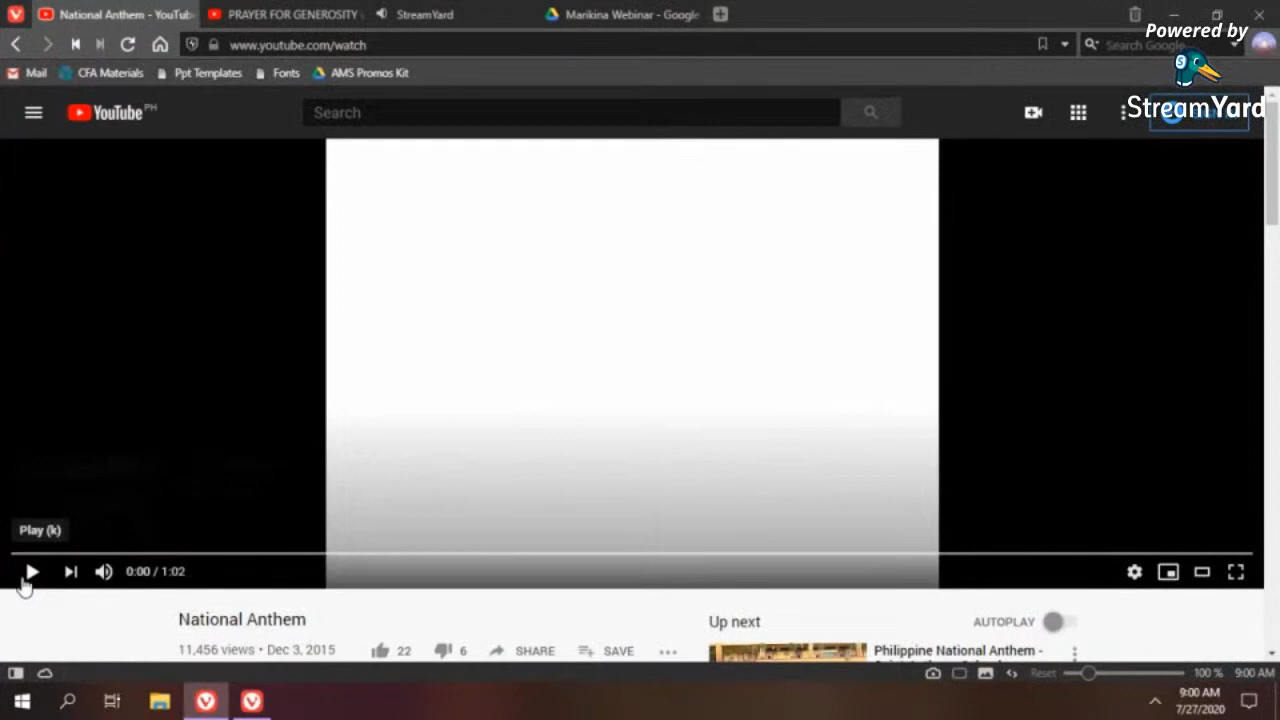 National Anthem - YouTub
PRAYER FOR GENEROSITY
StreamYard
Marikina Webinar - Google
www.youtube.com/watch
Search Google
Powered by
Mail
CFA Materials
Ppt Templates
Fonts
AMS Promos Kit
StreamYard
YouTube PH
Search
Play (k)
0:00 / 1:02
National Anthem
11,456 views • Dec 3, 2015
22
6
SHARE
SAVE
Up next
AUTOPLAY
Philippine National Anthem -
Reset
100 %
9:00 AM
9:00 AM
7/27/2020